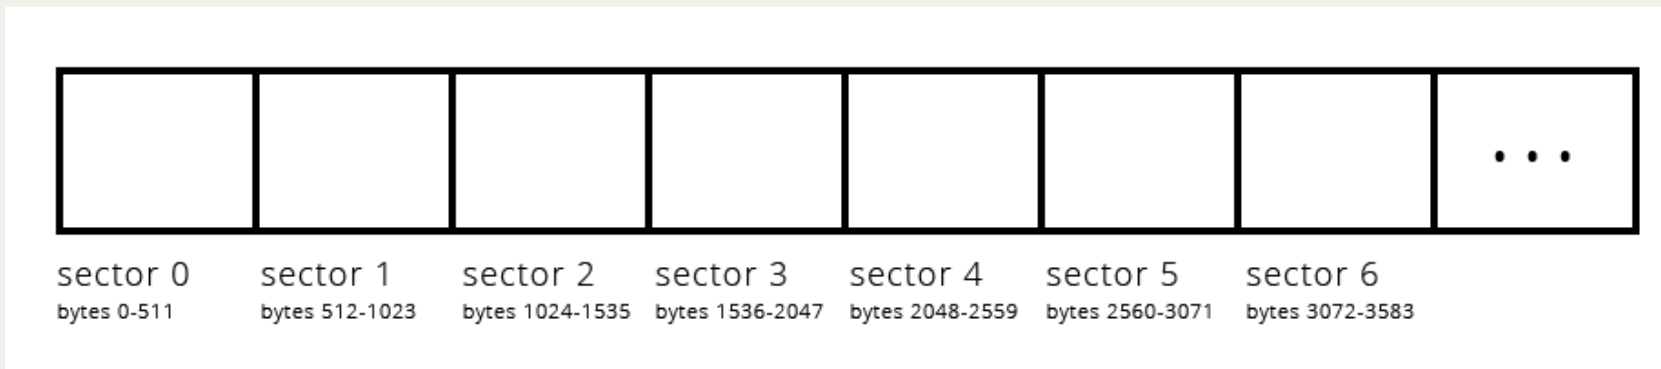 . . .
sector 0
bytes 0-511
sector 1
bytes 512-1023
sector 2
bytes 1024-1535
sector 3
bytes 1536-2047
sector 4
bytes 2048-2559
sector 5
bytes 2560-3071
sector 6
bytes 3072-3583